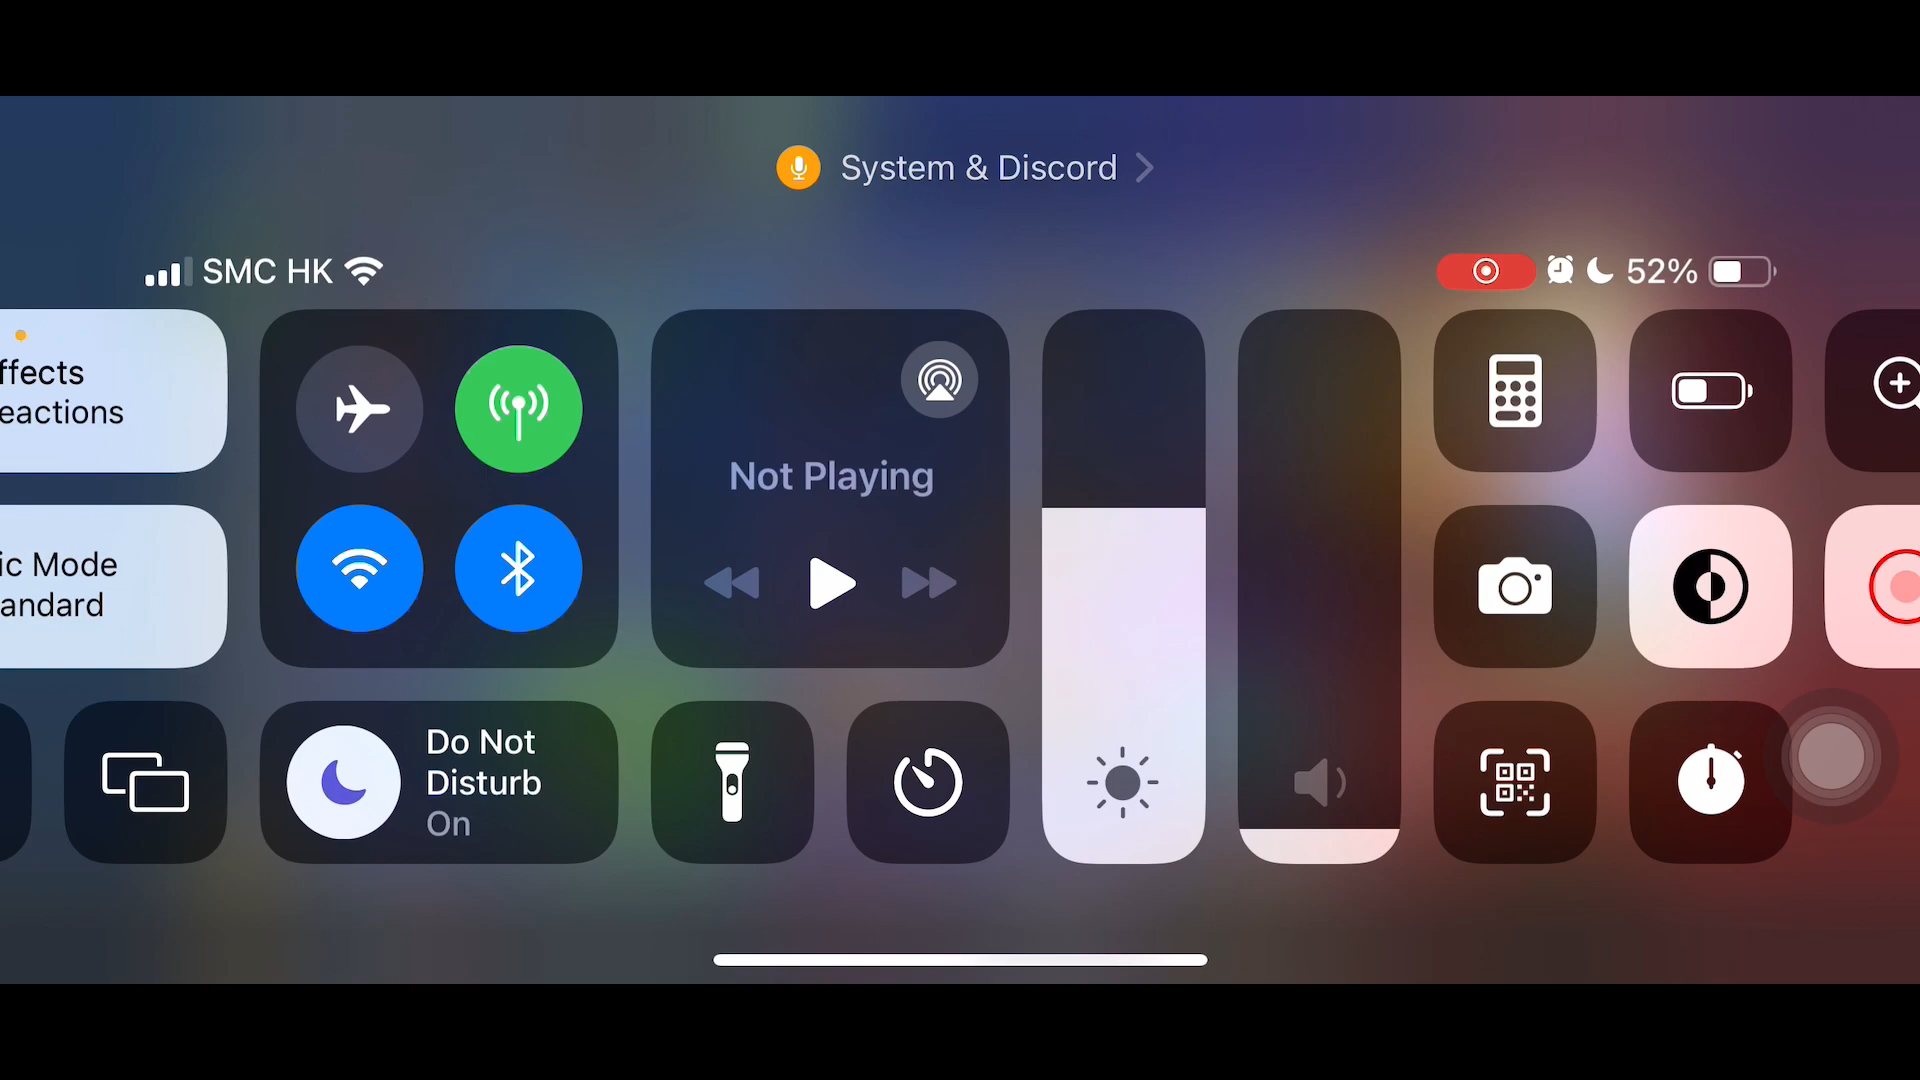 System & Discord
SMC HK
52%
ffects
eactions
ic Mode
andard
Not Playing
Do Not
Disturb
On